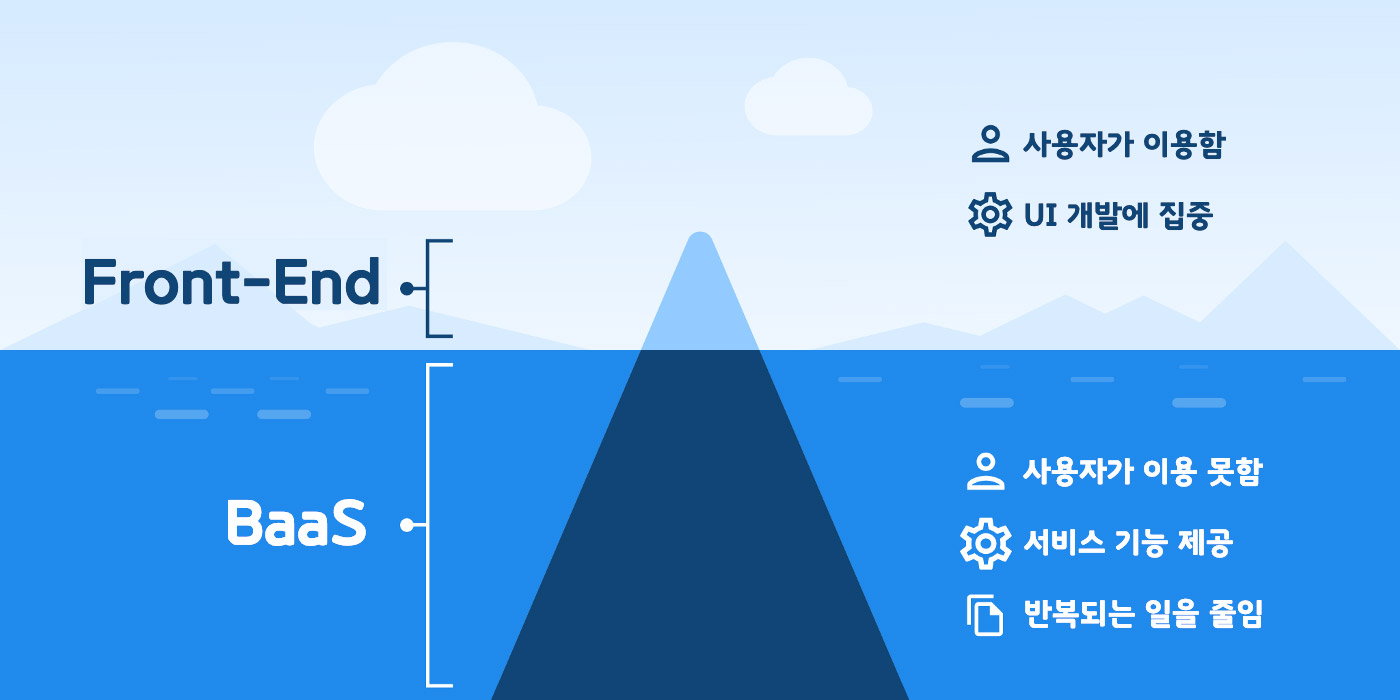 사용자가 이용함
UI 개발에 집중
Front-End
BaaS
사용자가 이용 못함
서비스 기능 제공
반복되는 일을 줄임